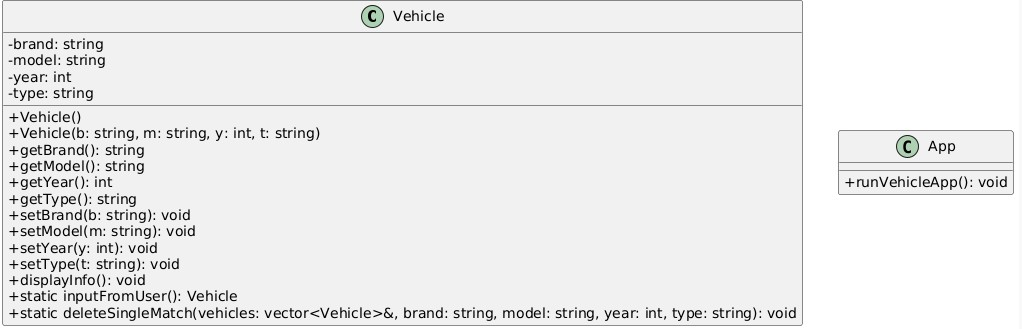 C Vehicle
-brand: string
-model: string
-year: int
-type: string
+Vehicle()
+Vehicle(b: string, m: string, y: int, t: string)
+getBrand(): string
+getModel(): string
+getYear(): int
+getType(): string
+setBrand(b: string): void
+setModel(m: string): void
+setYear(y: int): void
+setType(t: string): void
+displayInfo(): void
+static inputFromUser(): Vehicle
+static deleteSingleMatch(vehicles: vector<Vehicle>&, brand: string, model: string, year: int, type: string): void
C App
+runVehicleApp(): void